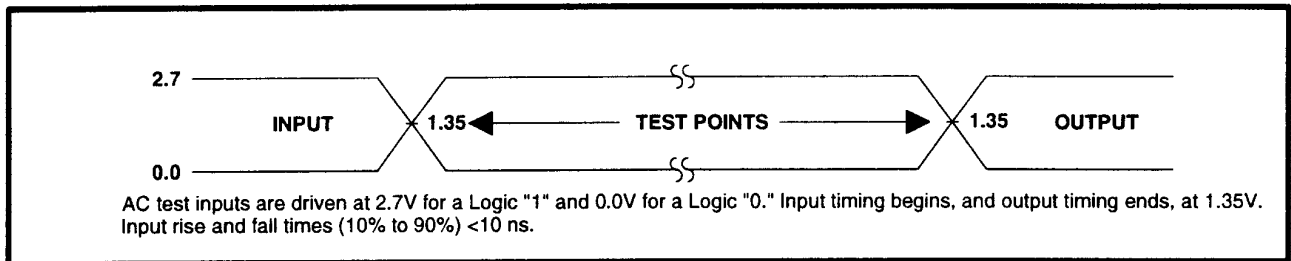 2.7
INPUT 1.35 TEST POINTS 1.35 OUTPUT
0.0
AC test inputs are driven at 2.7V for a Logic "1" and 0.0V for a Logic "0." Input timing begins, and output timing ends, at 1.35V.
Input rise and fall times (10% to 90%) <10 ns.